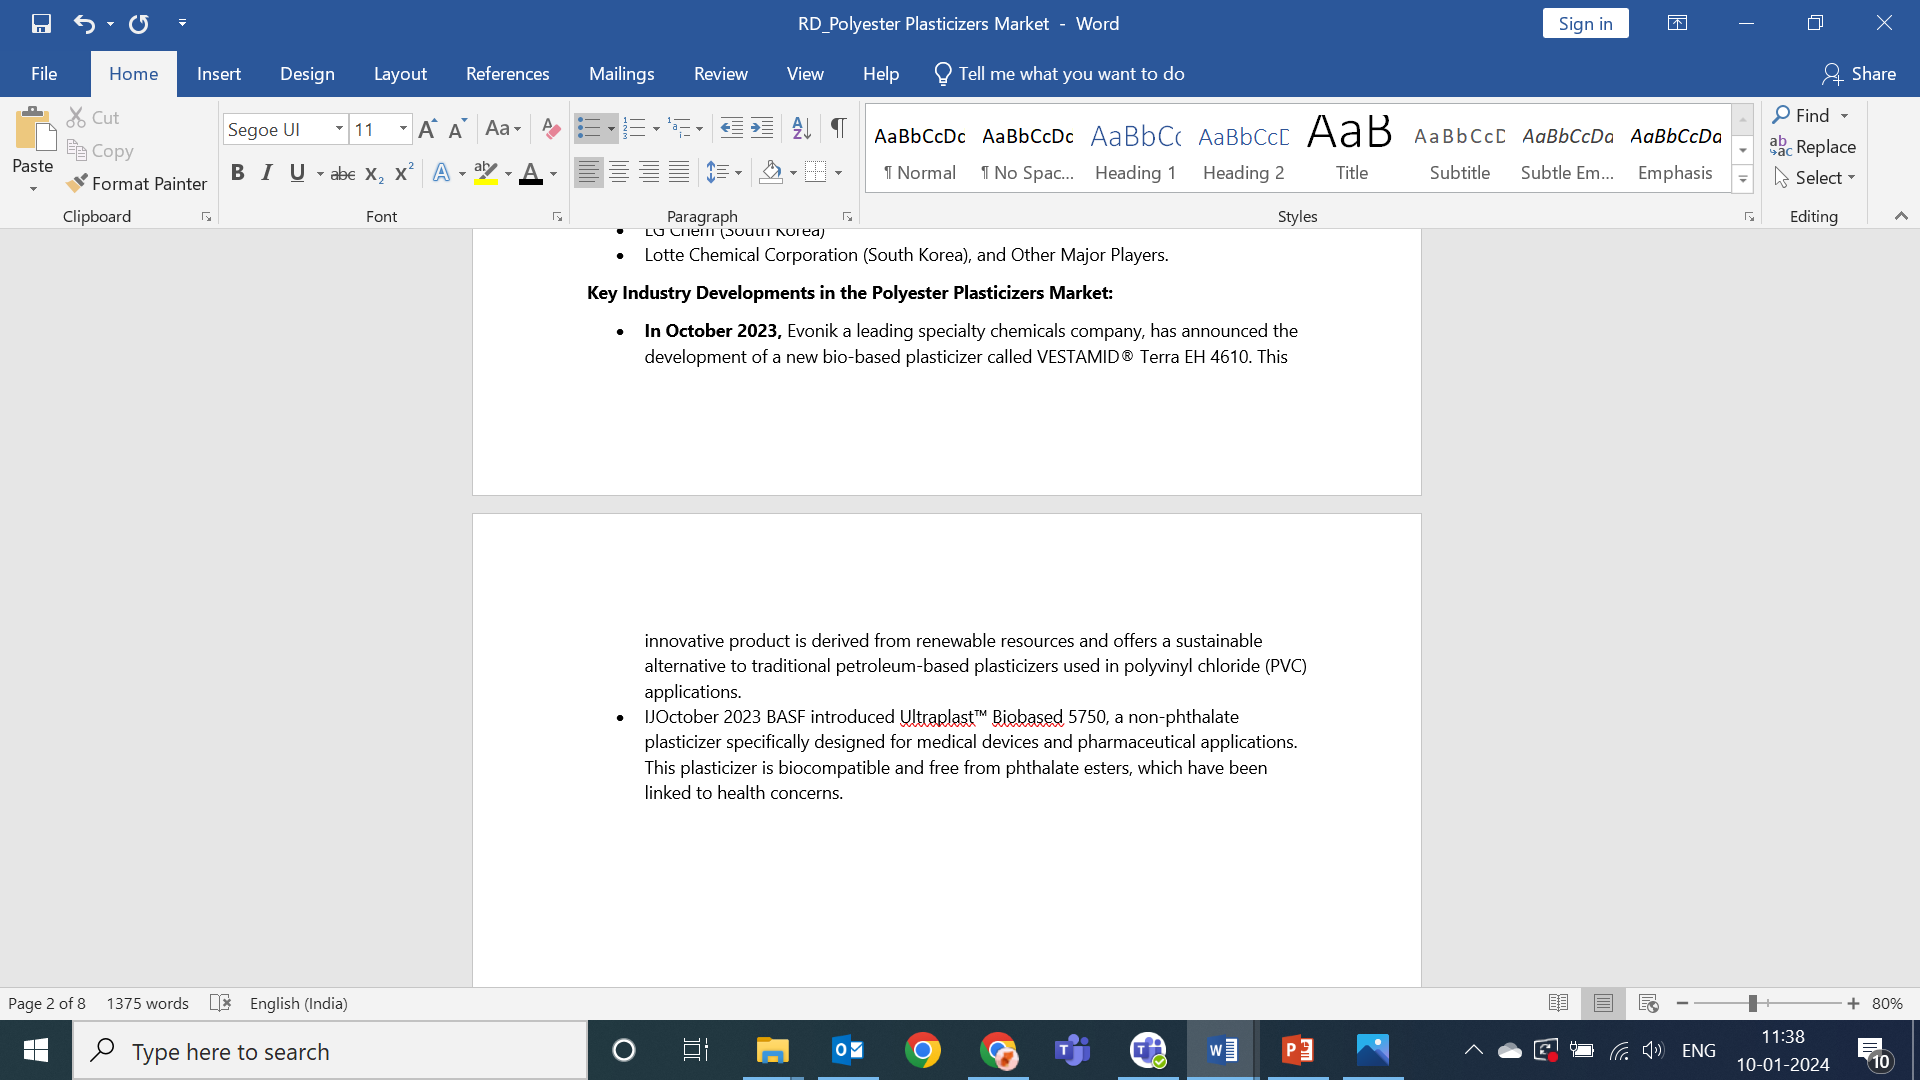 RD_Polyester Plasticizers Market - Word
Sign in
File Home Insert Design Layout References Mailings Review View Help Tell me what you want to do Share
Cut
Copy
Paste
Format Painter
Clipboard
Segoe UI 11
Font
Paragraph
AaBbCcDc AaBbCcDc AaBbCc AaBbCcD AaB AaBbCcD AaBbCcDd AaBbCcDd
¶ Normal ¶ No Spac... Heading 1 Heading 2 Title Subtitle Subtle Em... Emphasis
Styles
Find
Replace
Select
Editing
LG Chem (South Korea)
Lotte Chemical Corporation (South Korea), and Other Major Players.
Key Industry Developments in the Polyester Plasticizers Market:
In October 2023, Evonik a leading specialty chemicals company, has announced the
development of a new bio-based plasticizer called VESTAMID® Terra EH 4610. This
innovative product is derived from renewable resources and offers a sustainable
alternative to traditional petroleum-based plasticizers used in polyvinyl chloride (PVC)
applications.
IJOctober 2023 BASF introduced Ultraplast™ Biobased 5750, a non-phthalate
plasticizer specifically designed for medical devices and pharmaceutical applications.
This plasticizer is biocompatible and free from phthalate esters, which have been
linked to health concerns.
Page 2 of 8 1375 words English (India) 80%
Type here to search
ENG
11:38
10-01-2024
10